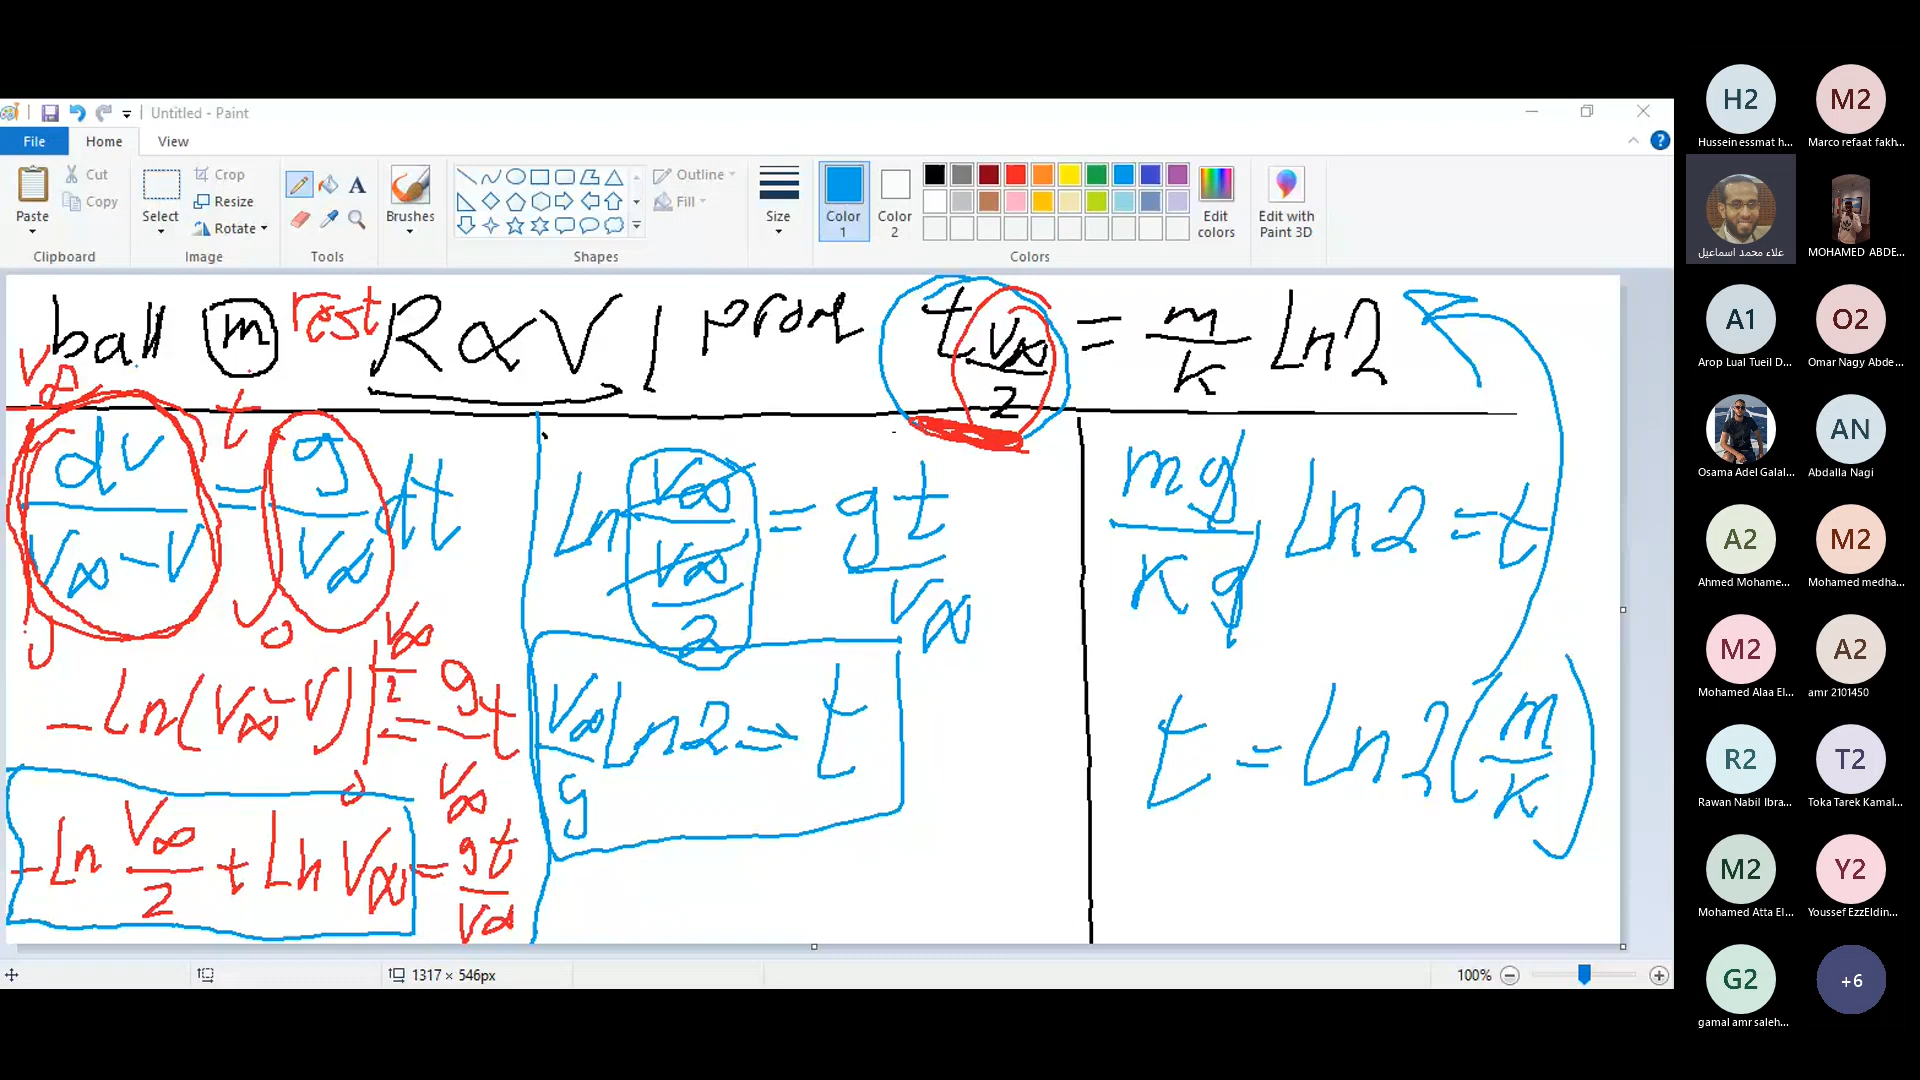 Untitled - Paint
File Home View
Paste Cut Copy Clipboard
Select Crop Resize Rotate Image
Tools
Brushes
Shapes Outline Fill
Size
Color 1 Color 2 Edit colors Edit with Paint 3D
Colors
ball m rest R ∝ V | prove t V∞/2 = m/k Ln2
dv/(V∞ - V) = g/V∞ dt
-Ln(V∞ - V) | V∞/2 0 = g/V∞ t
-Ln V∞/2 + Ln V∞ = gt/V∞
Ln V∞/(V∞/2) = gt/V∞
V∞/g Ln2 = t
mg/kg Ln2 = t
t = Ln2 (m/k)
1317 × 546px
100%
H2
Hussein essmat h...
M2
Marco refaat fakh...
علاء محمد اسماعيل
MOHAMED ABDE...
A1
Arop Lual Tueil D...
O2
Omar Nagy Abde...
Osama Adel Galal...
AN
Abdalla Nagi
A2
Ahmed Mohame...
M2
Mohamed medha...
M2
Mohamed Alaa El...
A2
amr 2101450
R2
Rawan Nabil Ibra...
T2
Toka Tarek Kamal...
M2
Mohamed Atta El...
Y2
Youssef EzzEldin...
G2
gamal amr saleh...
+6